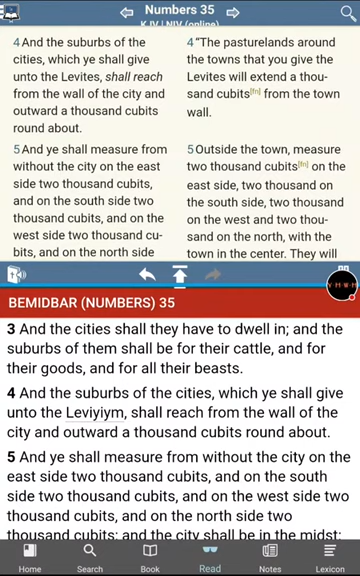 Numbers 35
KJV | NIV (online)
4 And the suburbs of the
cities, which ye shall give
unto the Levites, shall reach
from the wall of the city and
outward a thousand cubits
round about.
5 And ye shall measure from
without the city on the east
side two thousand cubits,
and on the south side two
thousand cubits, and on the
west side two thousand cu-
bits, and on the north side
4 “The pasturelands around
the towns that you give the
Levites will extend a thou-
sand cubits[fn] from the town
wall.
5 Outside the town, measure
two thousand cubits[fn] on the
east side, two thousand on
the south side, two thousand
on the west and two thou-
sand on the north, with the
town in the center. They will
Y·M·W·H
BEMIDBAR (NUMBERS) 35
3 And the cities shall they have to dwell in; and the
suburbs of them shall be for their cattle, and for
their goods, and for all their beasts.
4 And the suburbs of the cities, which ye shall give
unto the Leviyiym, shall reach from the wall of the
city and outward a thousand cubits round about.
5 And ye shall measure from without the city on the
east side two thousand cubits, and on the south
side two thousand cubits, and on the west side two
thousand cubits, and on the north side two
thousand cubits; and the city shall be in the midst:
Home
Search
Book
Read
Notes
Lexicon